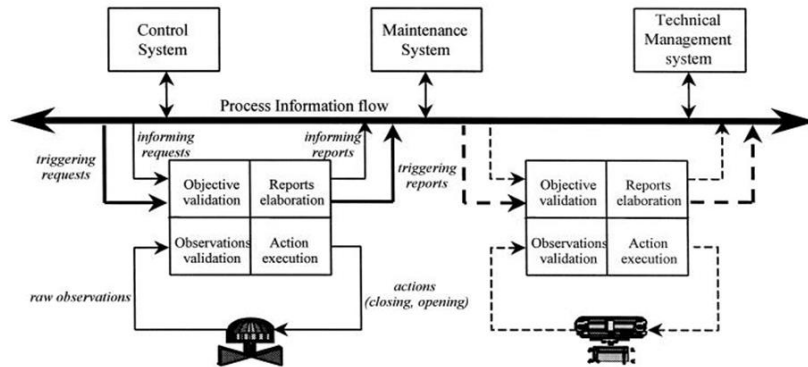 Control
System
Maintenance
System
Technical
Management
system
Process Information flow
informing
requests
informing
reports
triggering
requests
triggering
reports
Objective
validation
Reports
elaboration
Observations
validation
Action
execution
Objective
validation
Reports
elaboration
Observations
validation
Action
execution
raw observations
actions
(closing, opening)